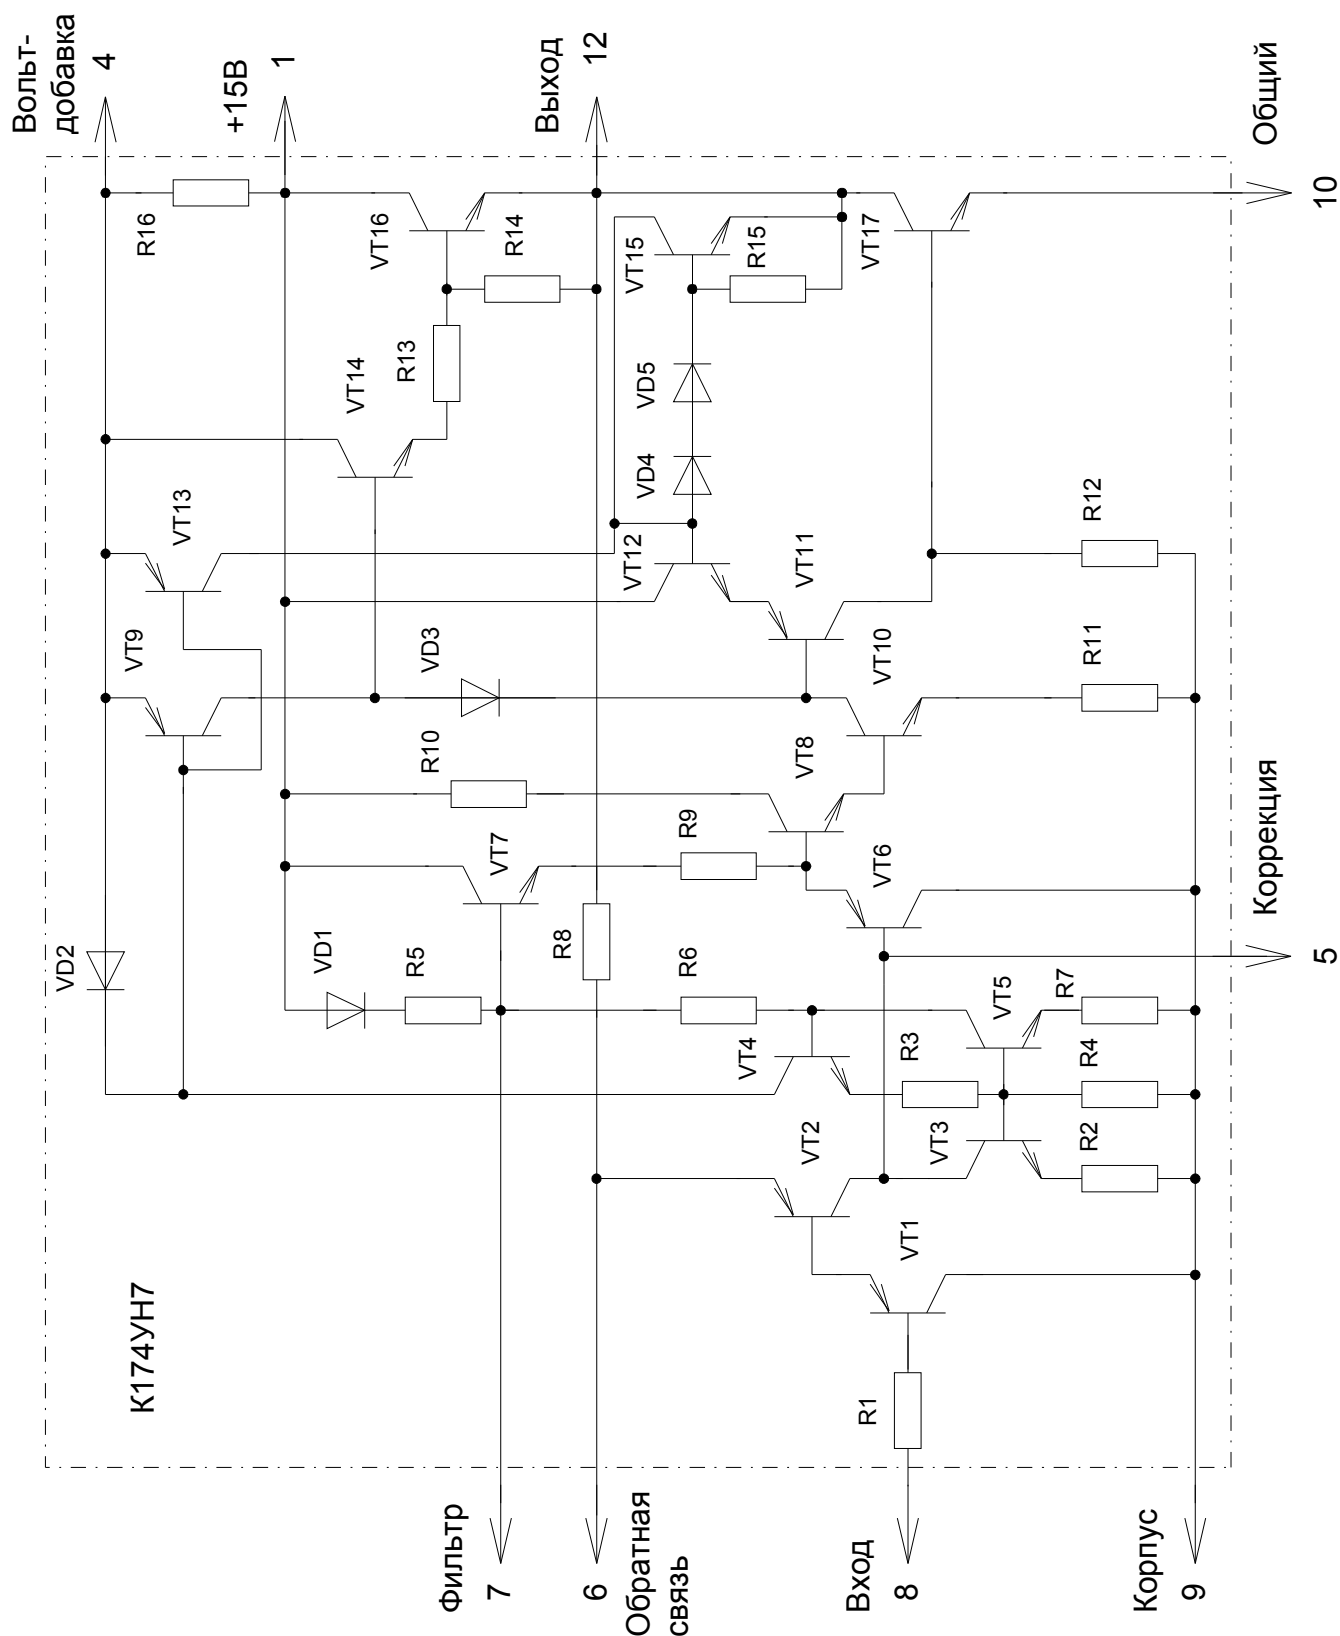 К174УН7
Вольт-
добавка
4
+15В
1
Выход
12
Общий
10
Коррекция
5
Фильтр
7
Обратная
связь
6
Вход
8
Корпус
9
R16
VT16
R14
VT15
R15
VT17
VT14
R13
VD5
VD4
VT13
VT12
VT11
R12
VT9
VD3
VT10
R11
R10
VT8
VT7
R9
VT6
VD2
VD1
R5
R8
R6
VT5
R7
VT4
R3
R4
VT2
VT3
R2
VT1
R1